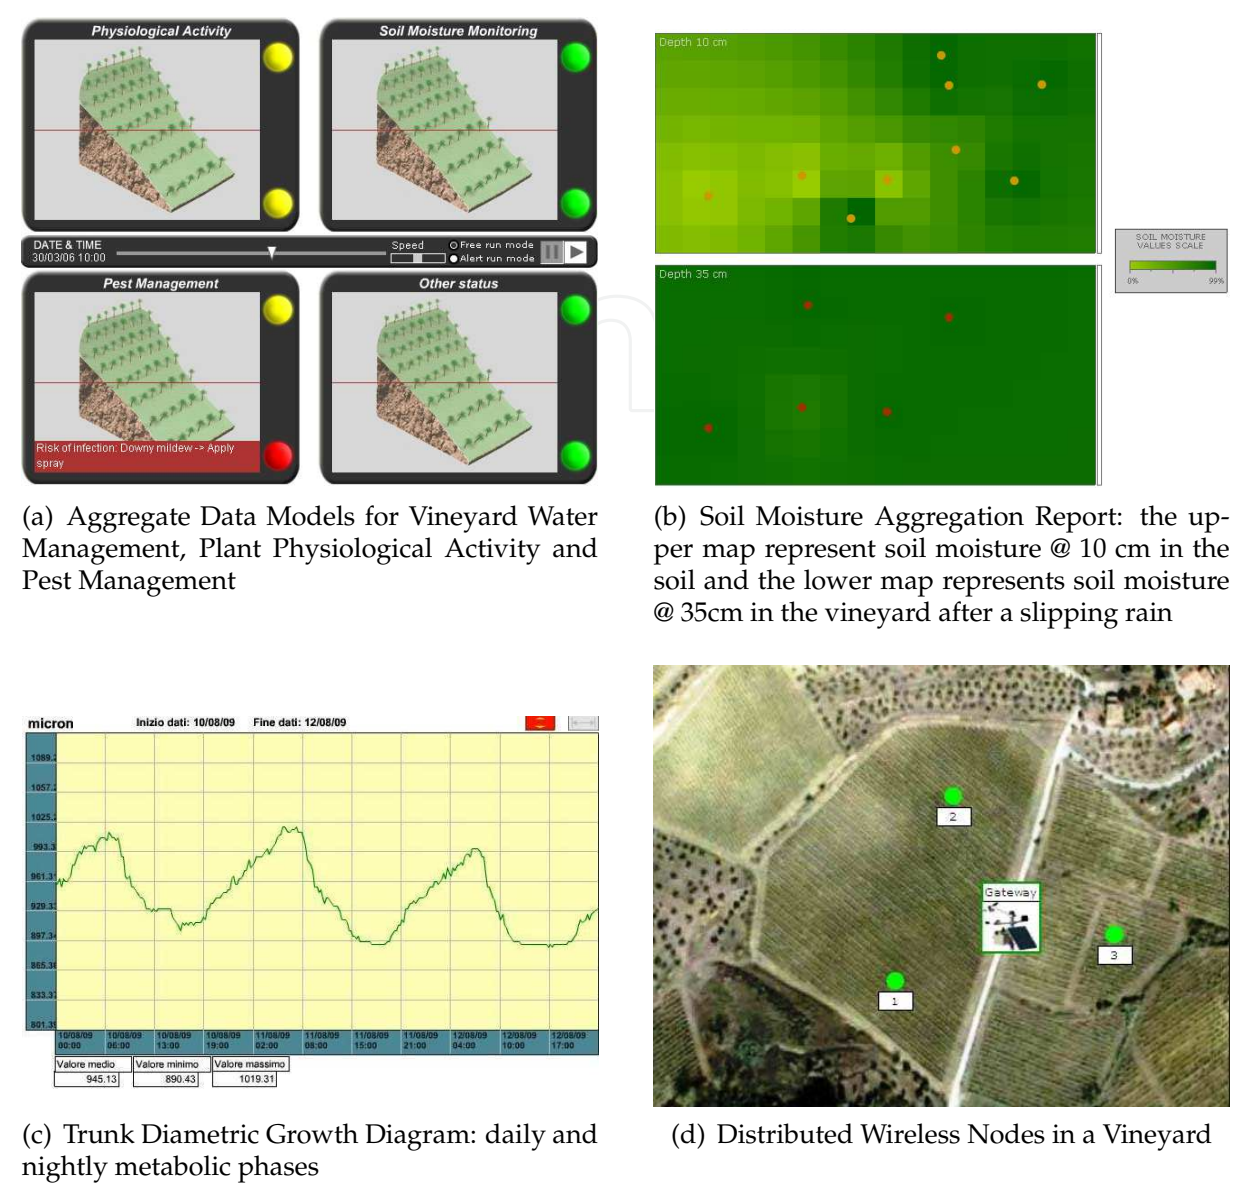 Physiological Activity
Soil Moisture Monitoring
DATE & TIME
30/03/06 10:00
Speed
Free run mode
Alert run mode
Pest Management
Other status
Risk of infection: Downy mildew -> Apply
spray
(a) Aggregate Data Models for Vineyard Water
Management, Plant Physiological Activity and
Pest Management
Depth 10 cm
Depth 35 cm
SOIL MOISTURE
VALUES SCALE
0% 99%
(b) Soil Moisture Aggregation Report: the up-
per map represent soil moisture @ 10 cm in the
soil and the lower map represents soil moisture
@ 35cm in the vineyard after a slipping rain
micron Inizio dati: 10/08/09 Fine dati: 12/08/09
1089.2
1057.2
1025.2
993.3
961.3
929.3
897.34
865.36
833.37
801.39
10/08/09 10/08/09 10/08/09 10/08/09 11/08/09 11/08/09 11/08/09 11/08/09 12/08/09 12/08/09 12/08/09
00:00 06:00 13:00 19:00 02:00 08:00 15:00 21:00 04:00 10:00 17:00
Valore medio Valore minimo Valore massimo
945.13 890.43 1019.31
(c) Trunk Diametric Growth Diagram: daily and
nightly metabolic phases
2
Gateway
3
1
(d) Distributed Wireless Nodes in a Vineyard